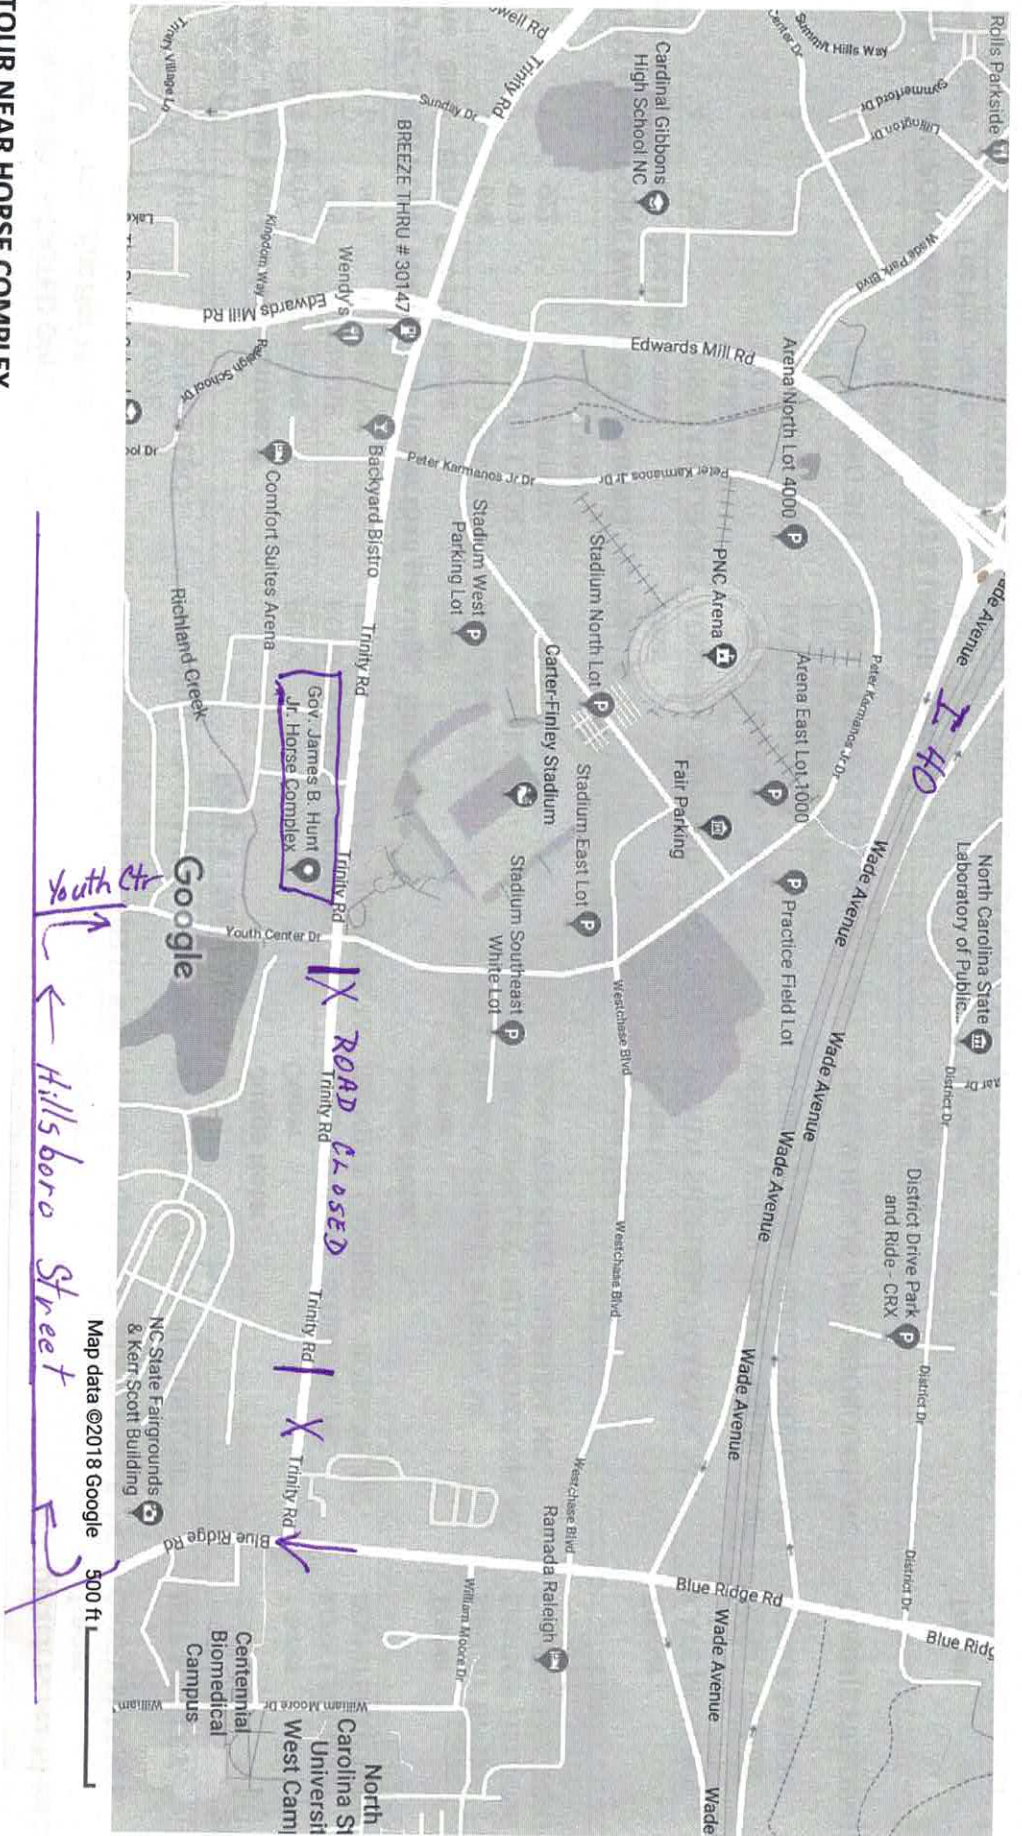 TOUR NEAR HORSE COMPLEX
Rolls Parkside
Summit Hills Way
Center Dr
Summerford Dr
Lillington Dr
Wade Park Blvd
Cardinal Gibbons
High School NC
Trinity Rd
Sunday Dr
Trinity Village Ln
BREEZE THRU # 30147
Wendy's
Kingdom Way
Edwards Mill Rd
Raleigh School Dr
Edwards Mill Rd
Arena North Lot 4000
Peter Karmanos Jr Dr
Peter Karmanos Jr Dr
Backyard Bistro
Comfort Suites Arena
Stadium West
Parking Lot
Stadium North Lot
PNC Arena
Arena East Lot 1000
Peter Karmanos Jr Dr
Wade Avenue
I 40
Richland Creek
Trinity Rd
Gov. James B. Hunt
Jr. Horse Complex
Carter-Finley Stadium
Stadium East Lot
Fair Parking
Practice Field Lot
North Carolina State
Laboratory of Public...
Wade Avenue
Trinity Rd
Youth Center Dr
Google
Youth Ctr
Stadium Southeast
White Lot
Westchase Blvd
Wade Avenue
Wade Avenue
District Dr
District Drive Park
and Ride - CRX
X ROAD CLOSED
Trinity Rd
Hillsboro Street
Westchase Blvd
Trinity Rd
X
Wade Avenue
District Dr
NC State Fairgrounds
& Kerr Scott Building
Trinity Rd
Westchase Blvd
Blue Ridge Rd
Ramada Raleigh
Blue Ridge Rd
District Dr
Blue Ridg
Wade Avenue
William Moore Dr
William Moore Dr
William
Centennial
Biomedical
Campus
North
Carolina St
Universit
West Cam
Wade
Map data ©2018 Google
500 ft